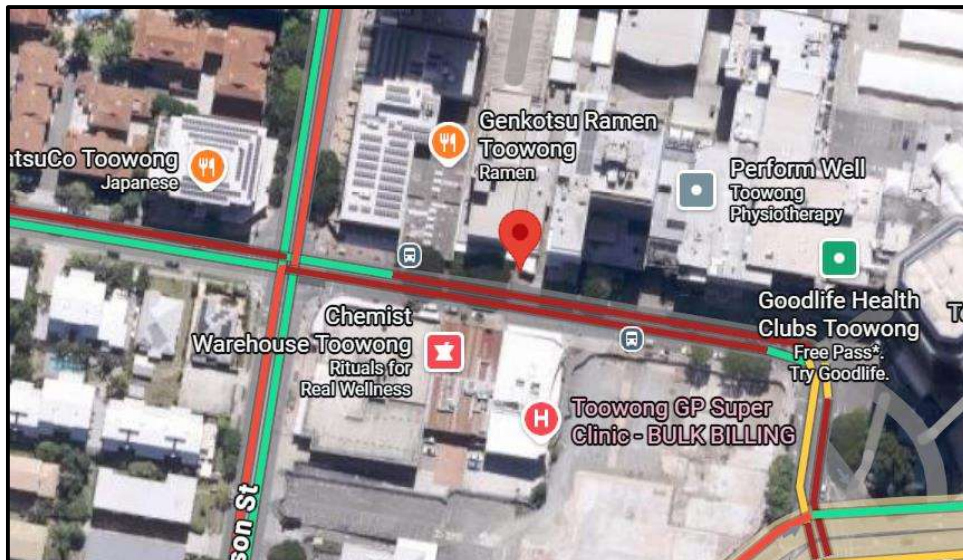 Genkotsu Ramen
Toowong
Ramen
atsuCo Toowong
Japanese
Perform Well
Toowong
Physiotherapy
Goodlife Health
Clubs Toowong
Free Pass*.
Try Goodlife.
To
Chemist
Warehouse Toowong
Rituals for
Real Wellness
H
Toowong GP Super
Clinic - BULK BILLING
son St